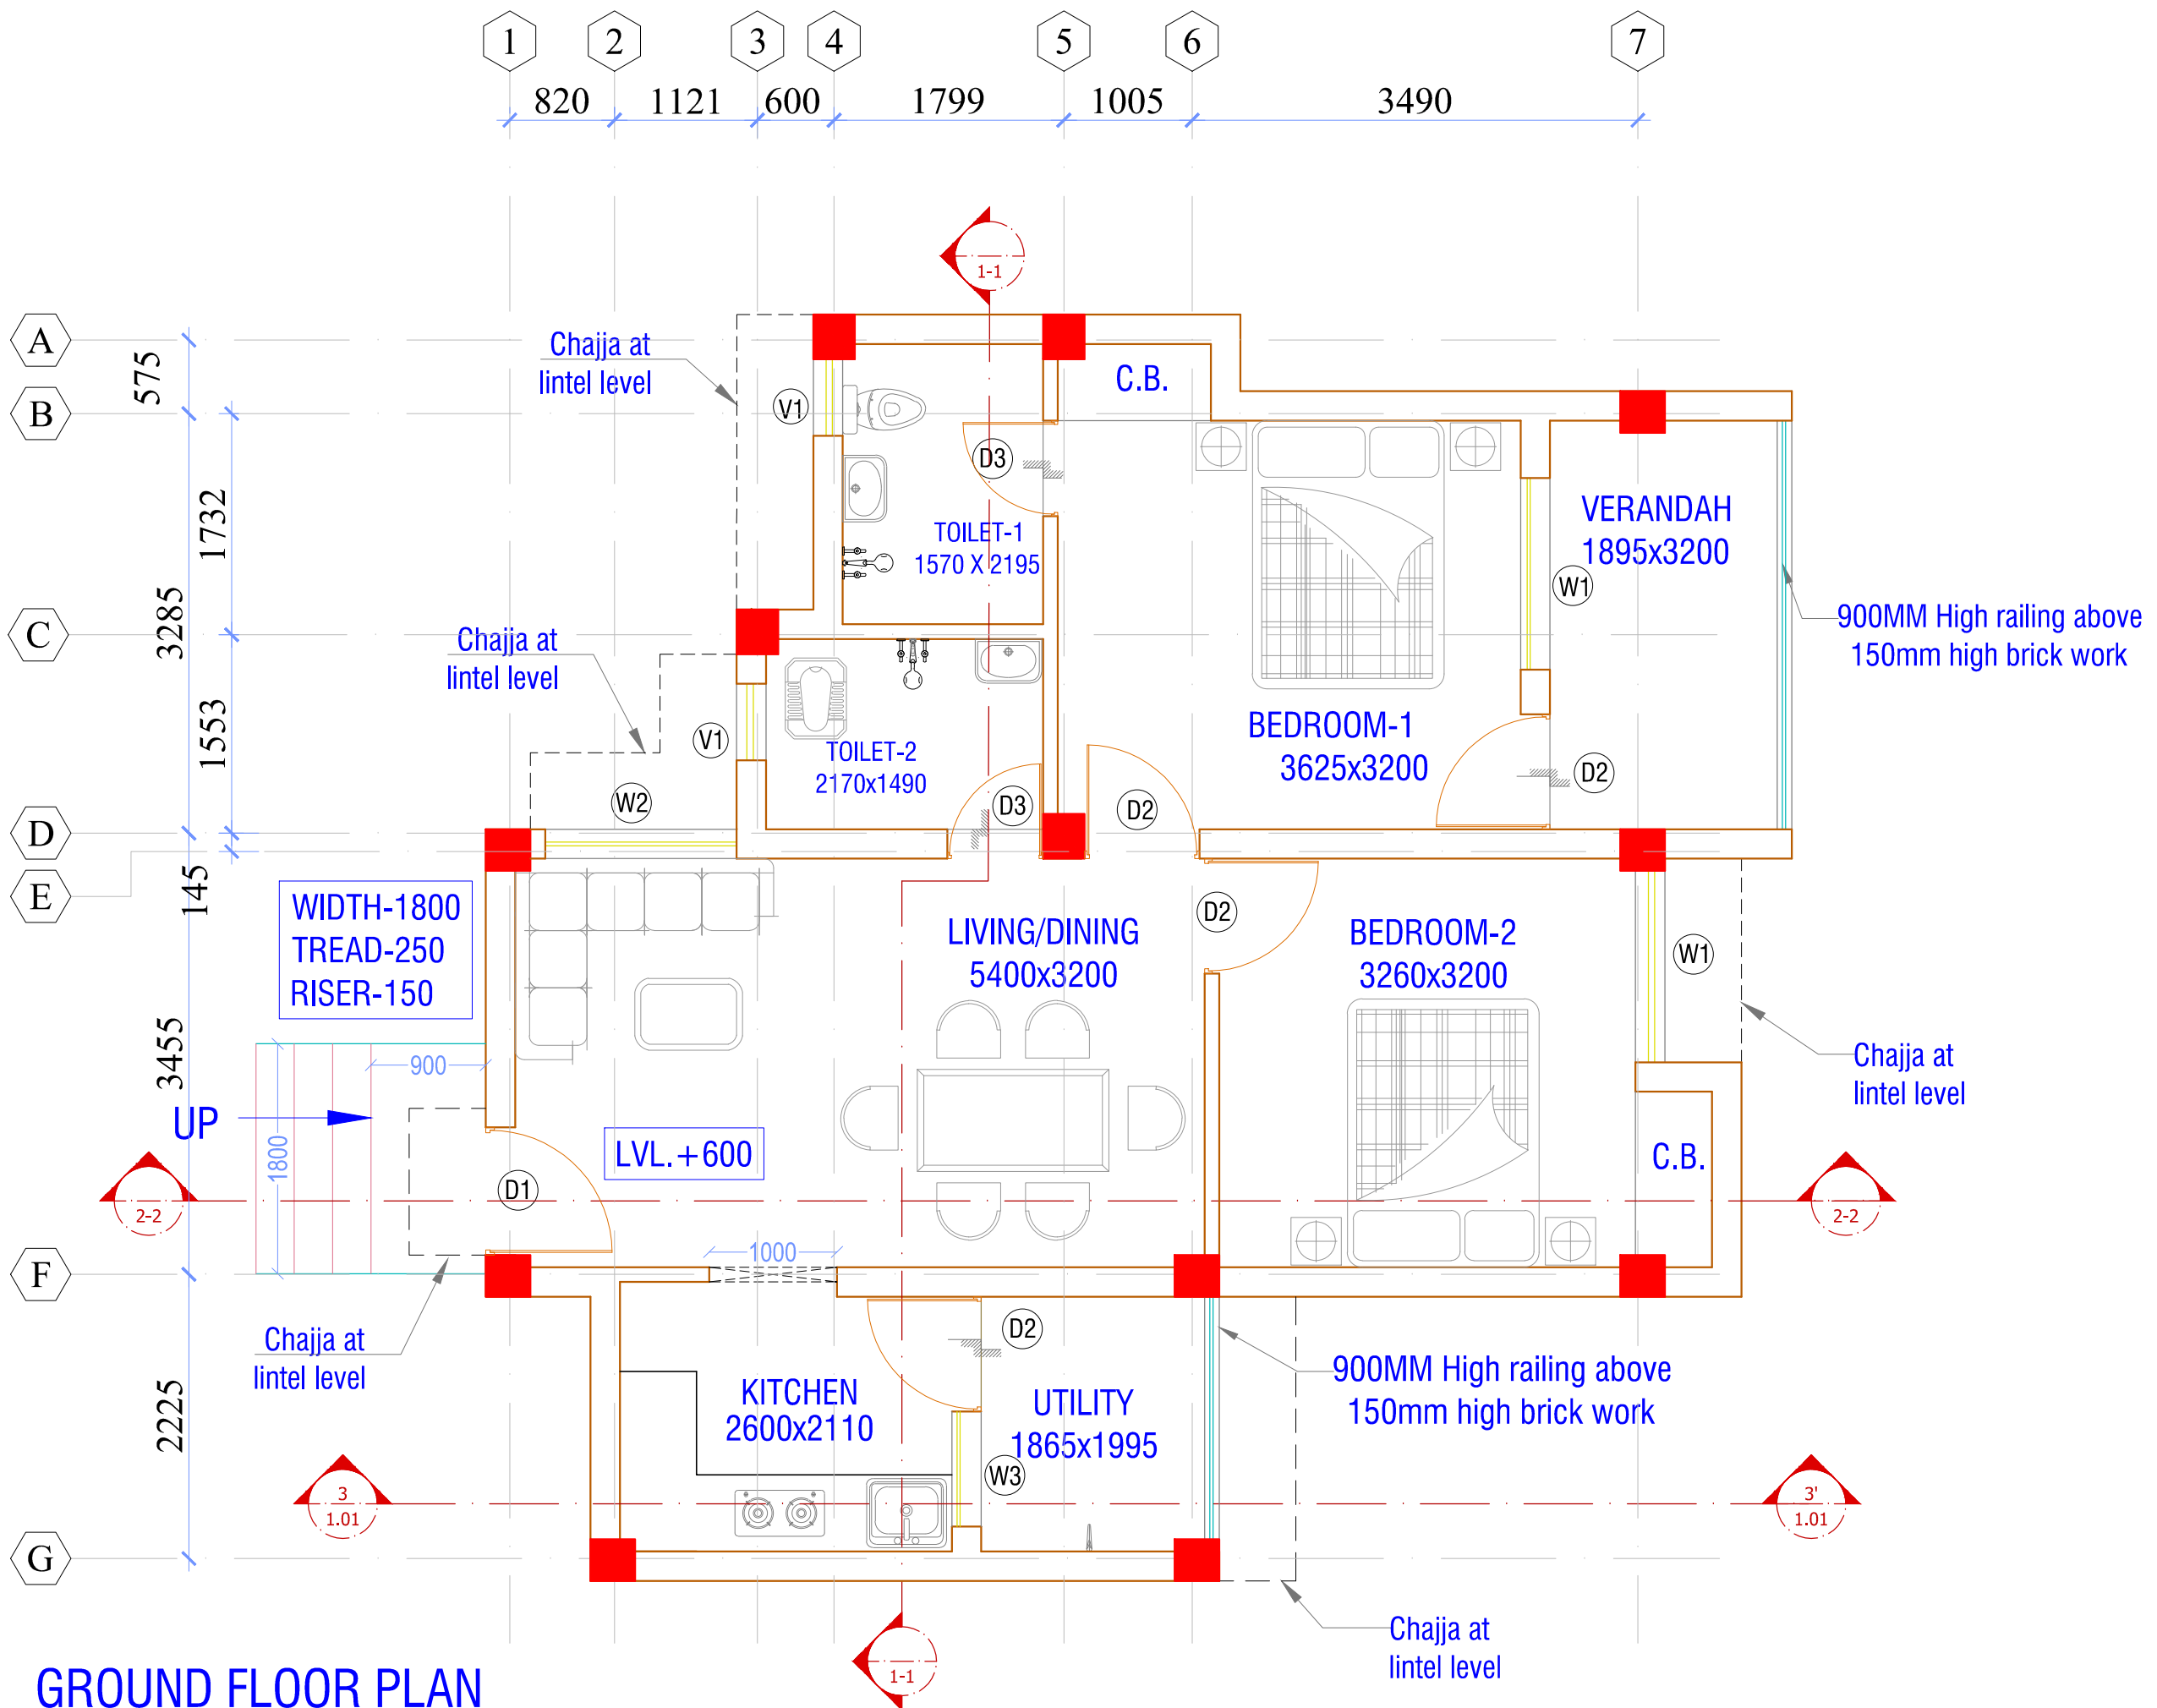 1 2 3 4 5 6 7
820 1121 600 1799 1005 3490
1-1
A
575
Chajja at
lintel level
C.B.
B
V1
D3
1732
VERANDAH
1895x3200
TOILET-1
1570 X 2195
W1
900MM High railing above
150mm high brick work
3285
C
Chajja at
lintel level
1553
V1
BEDROOM-1
3625x3200
TOILET-2
2170x1490
D2
W2
D3
D2
D
E
145
WIDTH-1800
TREAD-250
RISER-150
LIVING/DINING
5400x3200
D2
BEDROOM-2
3260x3200
W1
3455
900
Chajja at
lintel level
UP
1800
LVL.+600
C.B.
D1
2-2
2-2
1000
F
Chajja at
lintel level
D2
900MM High railing above
150mm high brick work
2225
KITCHEN
2600x2110
UTILITY
1865x1995
W3
3
1.01
3'
1.01
G
Chajja at
lintel level
1-1
GROUND FLOOR PLAN